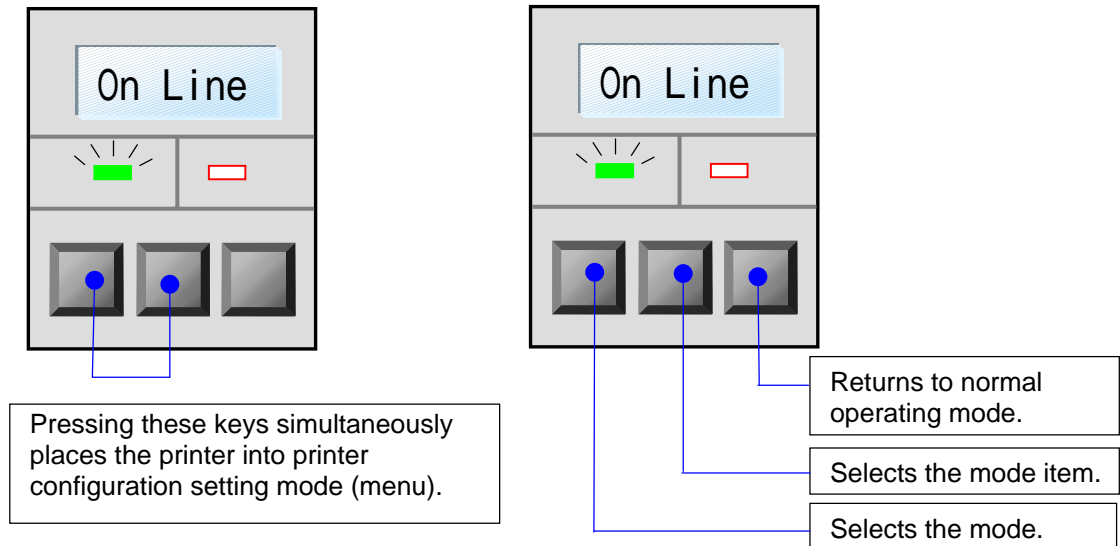 On Line
Pressing these keys simultaneously
places the printer into printer
configuration setting mode (menu).
On Line
Returns to normal
operating mode.
Selects the mode item.
Selects the mode.